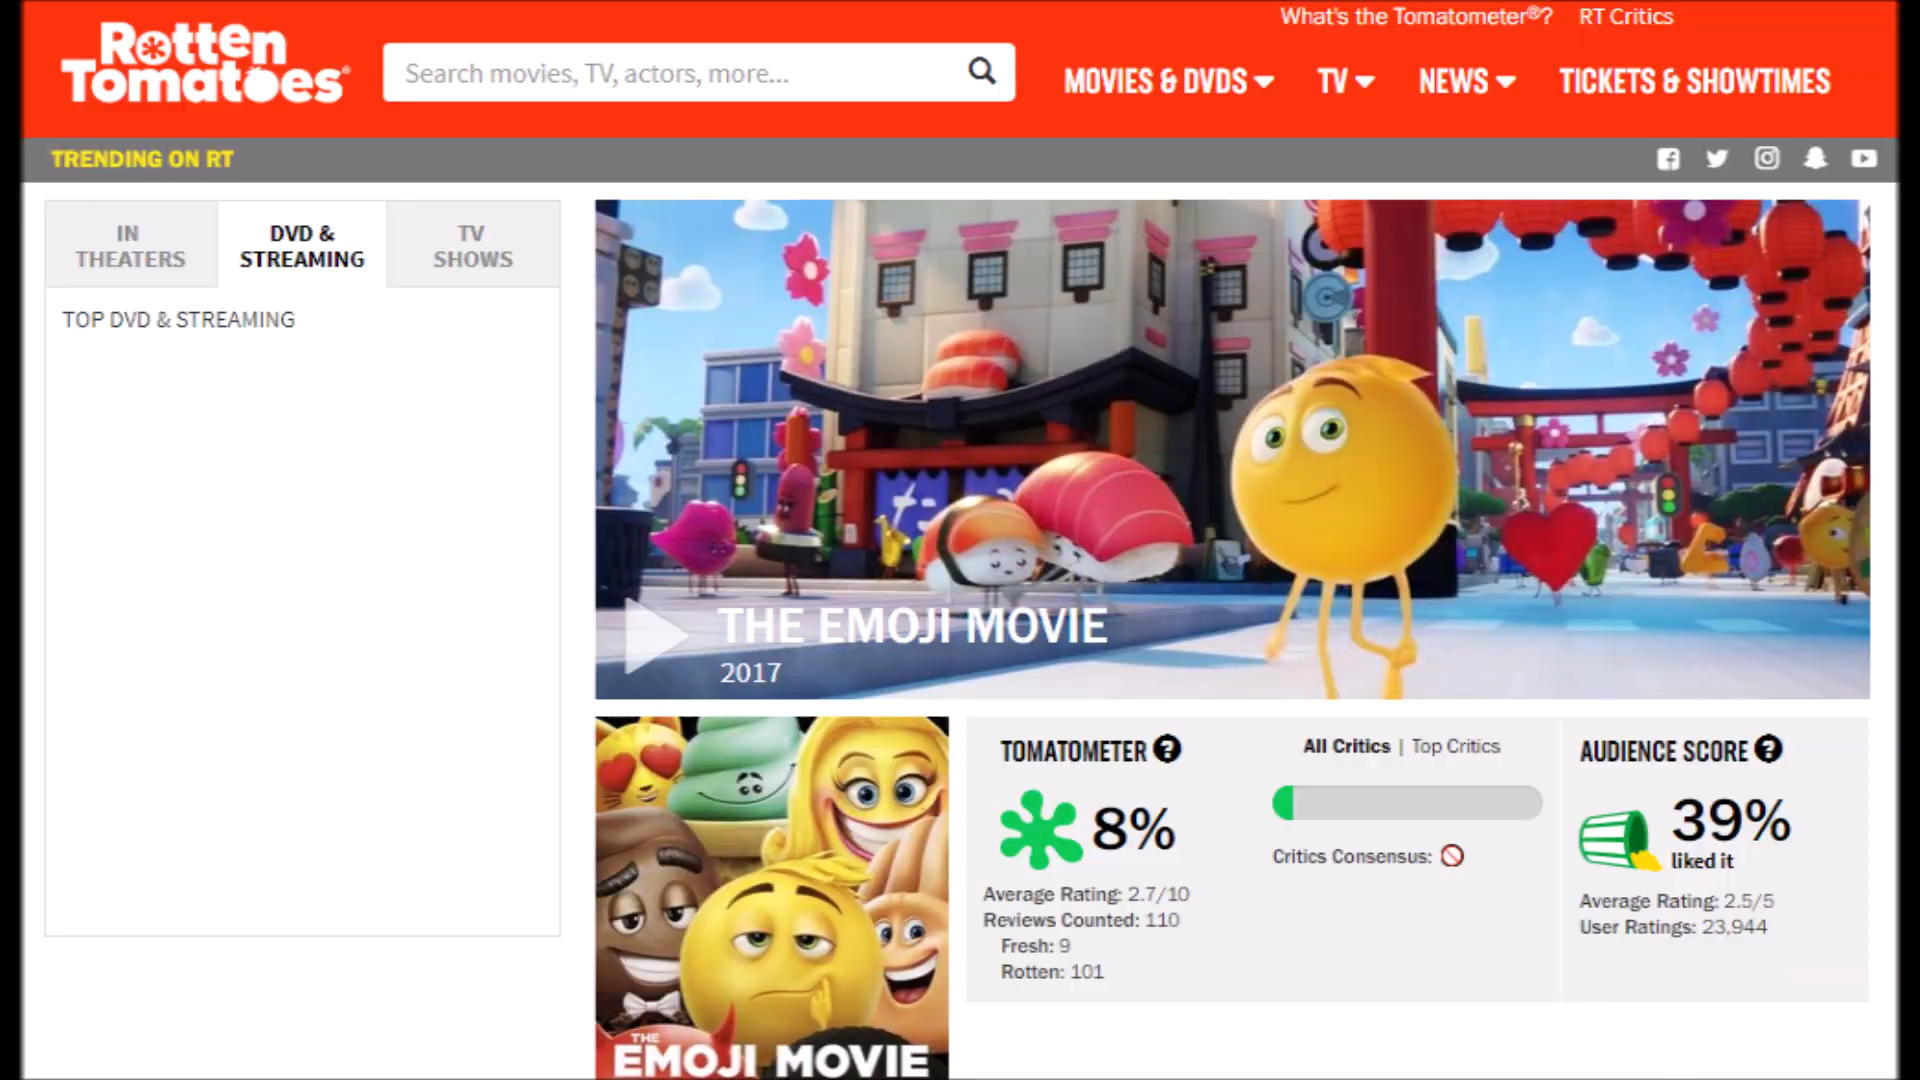 What's the Tomatometer®? RT Critics
Rotten
Tomatoes®
Search movies, TV, actors, more...
MOVIES & DVDS TV NEWS TICKETS & SHOWTIMES
TRENDING ON RT
IN
THEATERS
DVD &
STREAMING
TV
SHOWS
TOP DVD & STREAMING
THE EMOJI MOVIE
2017
THE
EMOJI MOVIE
TOMATOMETER
8%
Average Rating: 2.7/10
Reviews Counted: 110
Fresh: 9
Rotten: 101
All Critics | Top Critics
Critics Consensus:
AUDIENCE SCORE
39%
liked it
Average Rating: 2.5/5
User Ratings: 23,944